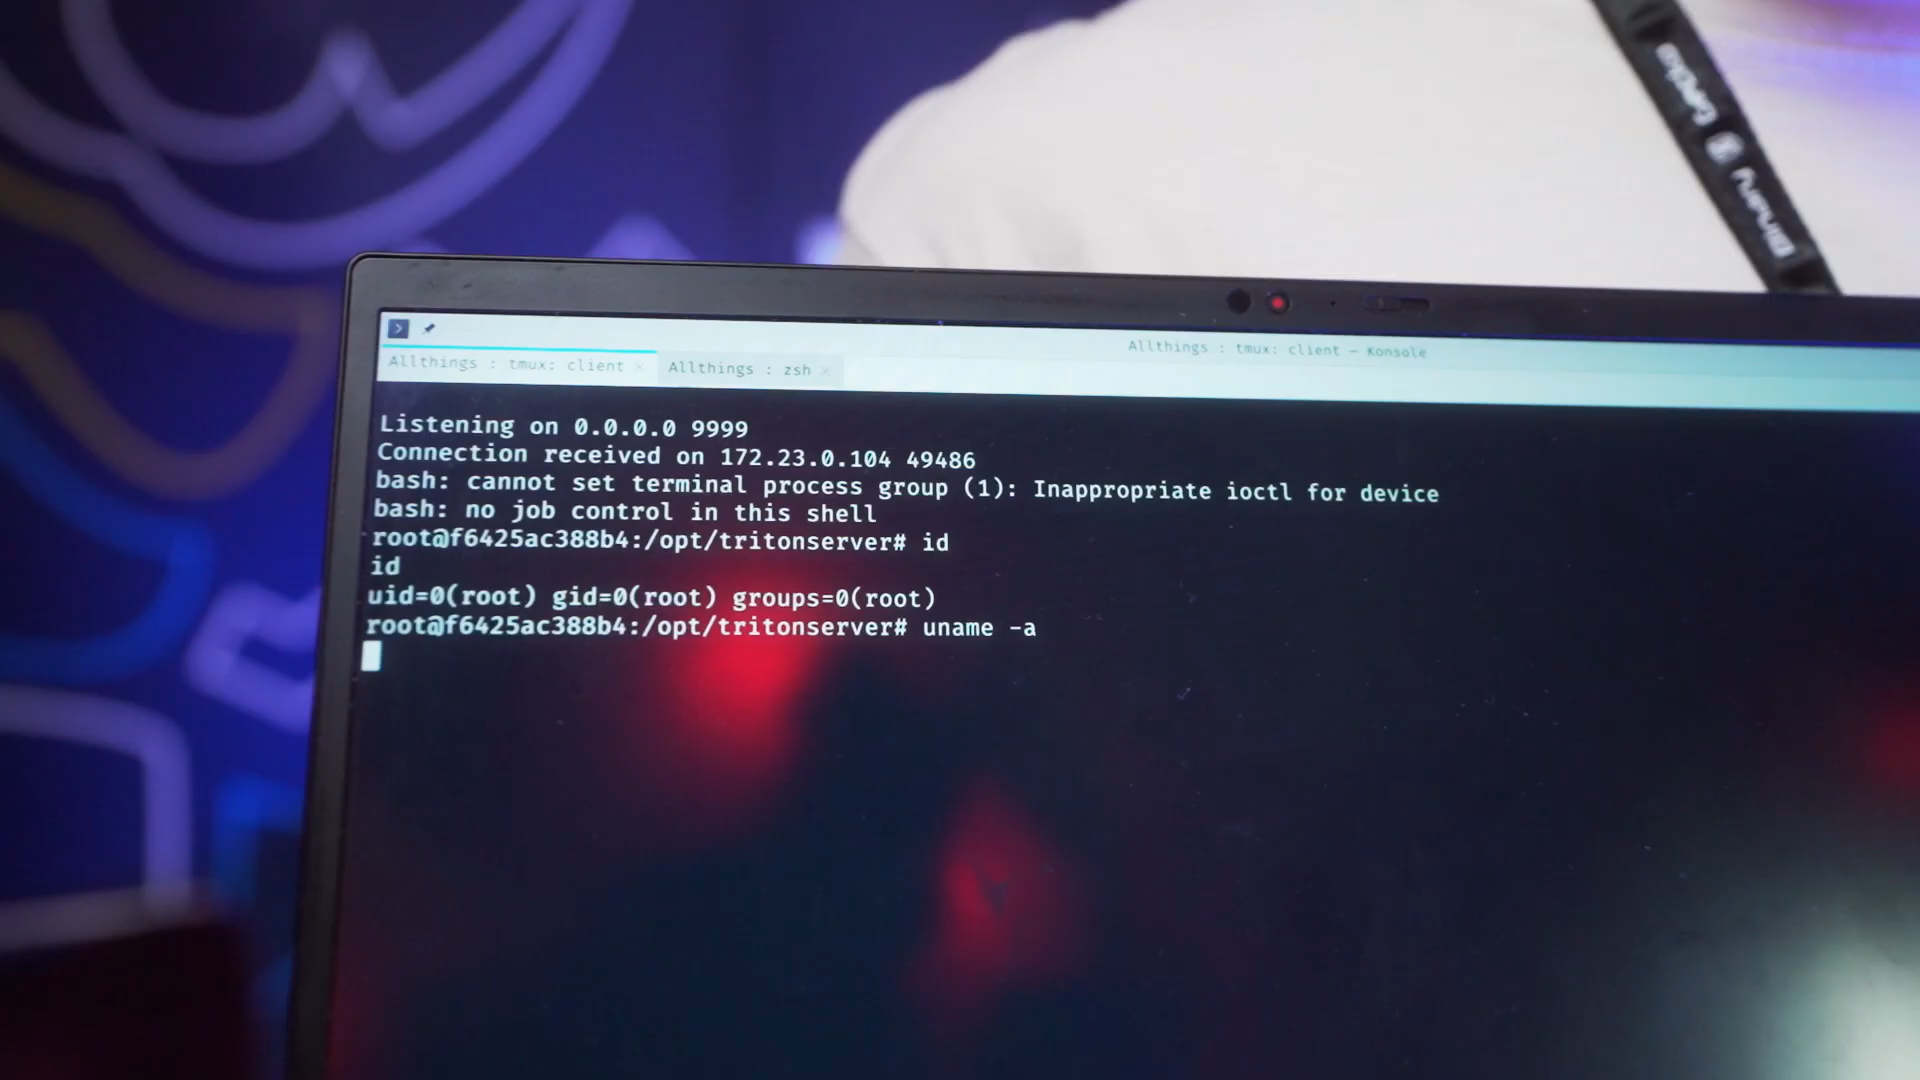 Binary Gecko
Allthings : tmux: client — Konsole
Allthings : tmux: client ×
Allthings : zsh ×
Listening on 0.0.0.0 9999
Connection received on 172.23.0.104 49486
bash: cannot set terminal process group (1): Inappropriate ioctl for device
bash: no job control in this shell
root@f6425ac388b4:/opt/tritonserver# id
id
uid=0(root) gid=0(root) groups=0(root)
root@f6425ac388b4:/opt/tritonserver# uname -a